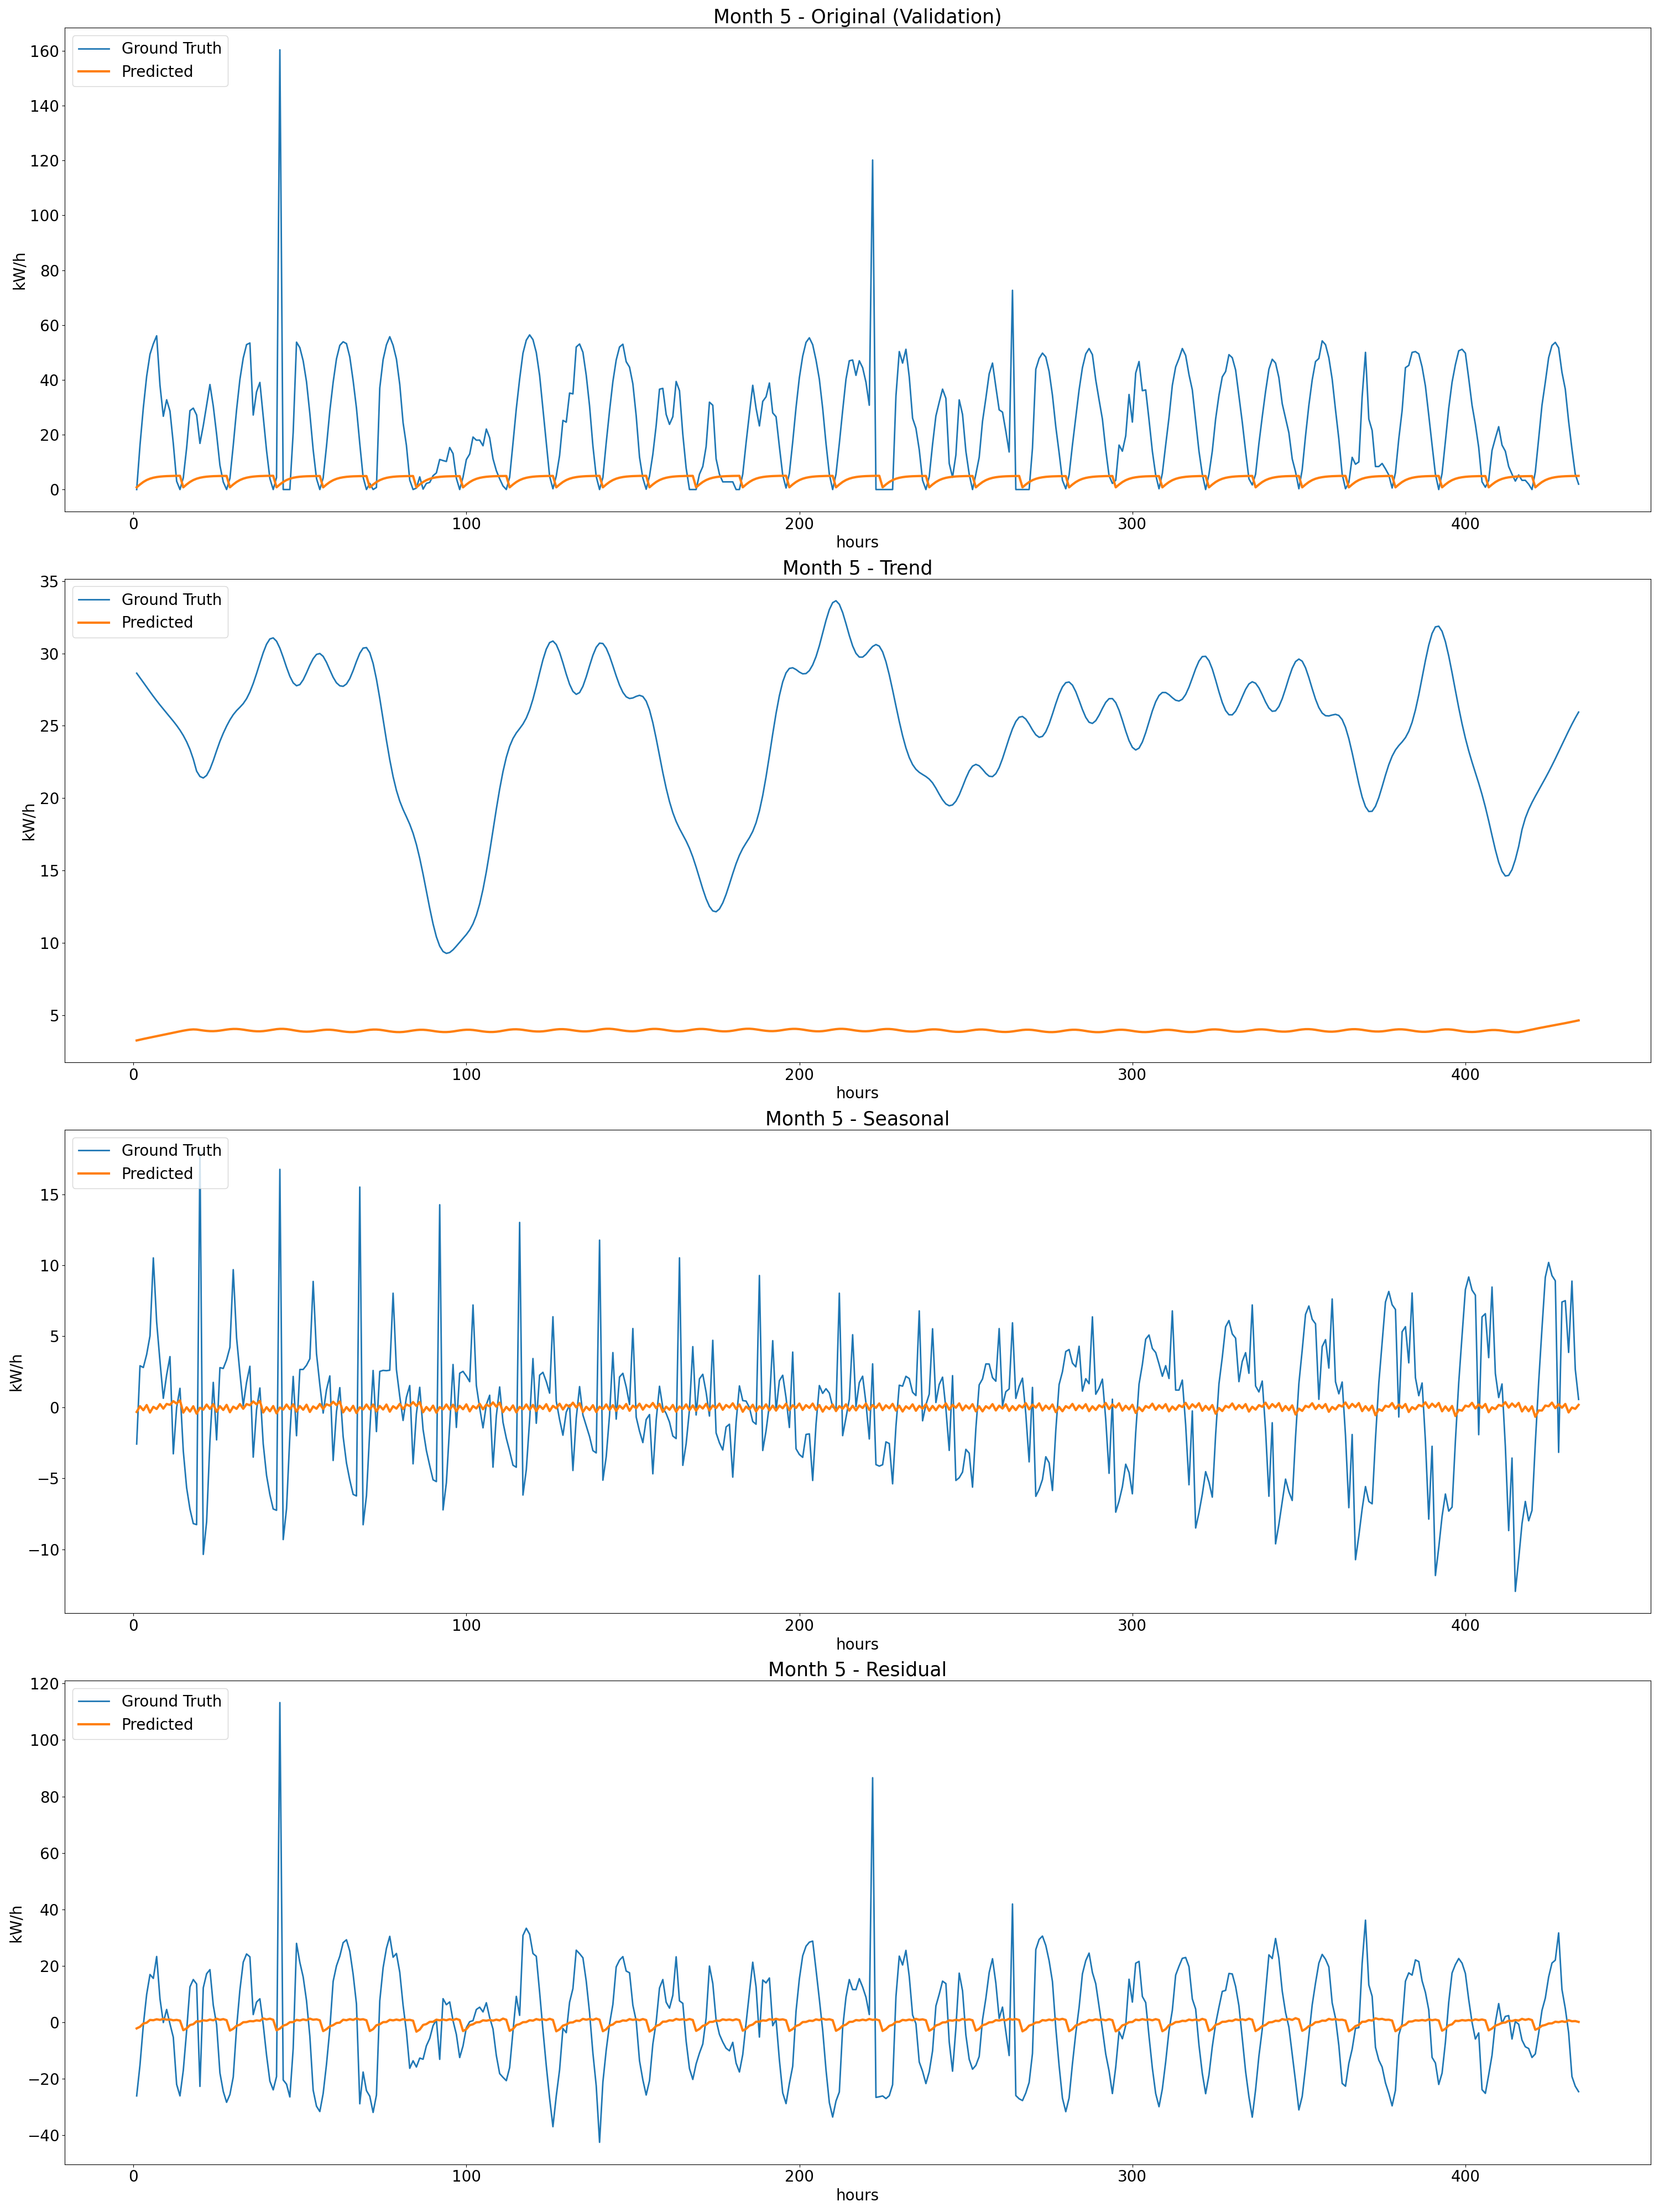 Month 5 - Original (Validation)
Ground Truth
Predicted
160
140
120
100
80
60
40
20
0
kW/h
0 100 200 300 400
hours
Month 5 - Trend
Ground Truth
Predicted
35
30
25
20
15
10
5
kW/h
0 100 200 300 400
hours
Month 5 - Seasonal
Ground Truth
Predicted
15
10
5
0
−5
−10
kW/h
0 100 200 300 400
hours
Month 5 - Residual
Ground Truth
Predicted
120
100
80
60
40
20
0
−20
−40
kW/h
0 100 200 300 400
hours